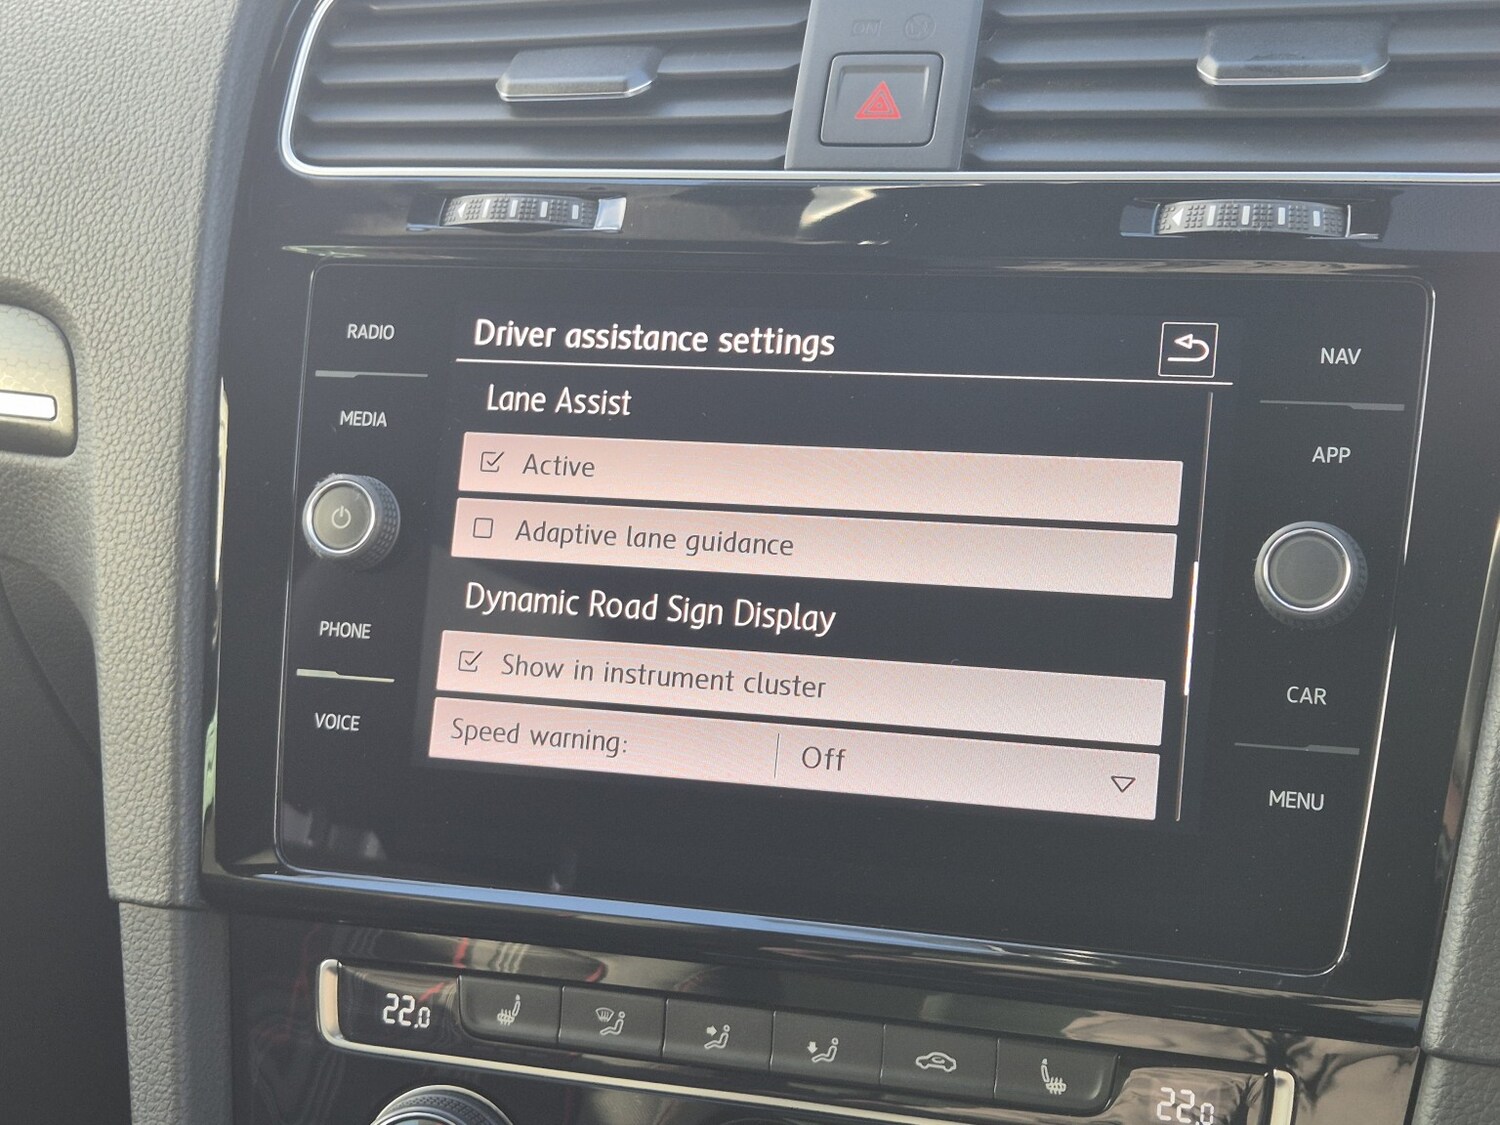 RADIO
MEDIA
PHONE
VOICE
Driver assistance settings
Lane Assist
Active
Adaptive lane guidance
Dynamic Road Sign Display
Show in instrument cluster
Speed warning:
Off
NAV
APP
CAR
MENU
22.0
22.0